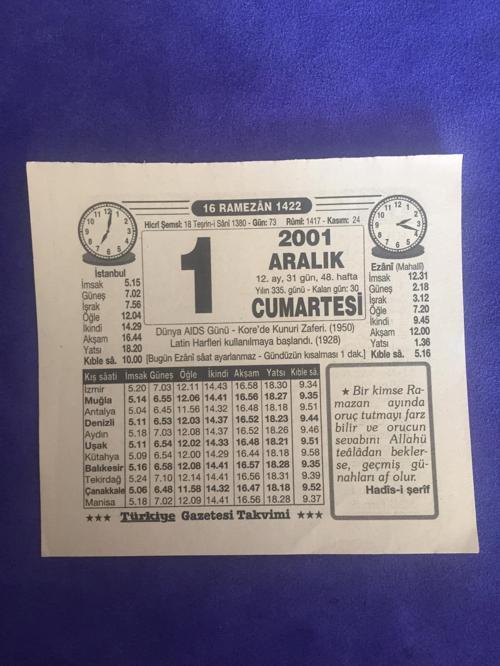 16 RAMEZÂN 1422
Hicrî Şemsî: 18 Teşrîn-i Sânî 1380 - Gün: 73 Rûmî: 1417 - Kasım: 24
1
2001
ARALIK
12. ay, 31 gün, 48. hafta
Yılın 335. günü - Kalan gün: 30
CUMARTESİ
İstanbul
İmsak 5.15
Güneş 7.02
İşrak 7.56
Öğle 12.04
İkindi 14.29
Akşam 16.44
Yatsı 18.20
Kıble sâ. 10.00
Ezânî (Mahallî)
İmsak 12.31
Güneş 2.18
İşrak 3.12
Öğle 7.20
İkindi 9.45
Akşam 12.00
Yatsı 1.36
Kıble sâ. 5.16
Dünya AIDS Günü - Kore'de Kunuri Zaferi. (1950)
Latin Harfleri kullanılmaya başlandı. (1928)
[Bugün Ezânî sâat ayarlanmaz - Gündüzün kısalması 1 dak.]
Kış sâati İmsak Güneş Öğle İkindi Akşam Yatsı Kıble sâ.
İzmir 5.20 7.03 12.11 14.43 16.58 18.30 9.34
Muğla 5.14 6.55 12.06 14.41 16.56 18.27 9.35
Antalya 5.04 6.45 11.56 14.32 16.48 18.18 9.51
Denizli 5.11 6.53 12.03 14.37 16.52 18.23 9.44
Aydın 5.18 7.03 12.08 14.37 16.52 18.26 9.46
Uşak 5.11 6.54 12.02 14.33 16.48 18.21 9.51
Kütahya 5.09 6.54 12.00 14.29 16.44 18.18 9.58
Balıkesir 5.16 6.58 12.08 14.41 16.57 18.28 9.35
Tekirdağ 5.24 7.10 12.14 14.41 16.56 18.31 9.39
Çanakkale 5.06 6.48 11.58 14.32 16.47 18.18 9.52
Manisa 5.18 7.02 12.09 14.41 16.56 18.28 9.37
★ Bir kimse Ra-
mazan ayında
oruç tutmayı farz
bilir ve orucun
sevabını Allahü
teâlâdan bekler-
se, geçmiş gü-
nahları af olur.
Hadîs-i şerîf
★★★ Türkiye Gazetesi Takvimi ★★★